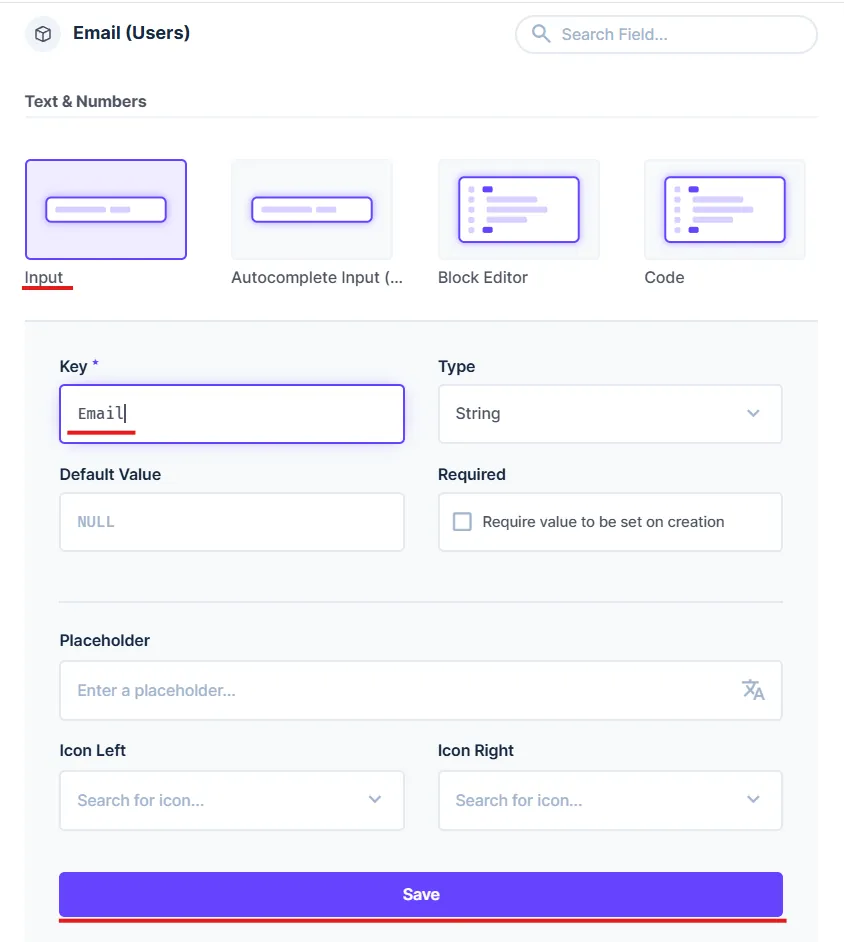 Email (Users)
Search Field...
Text & Numbers
Input
Autocomplete Input (...
Block Editor
Code
Key *
Type
Email
String
Default Value
Required
NULL
Require value to be set on creation
Placeholder
Enter a placeholder...
Icon Left
Icon Right
Search for icon...
Search for icon...
Save